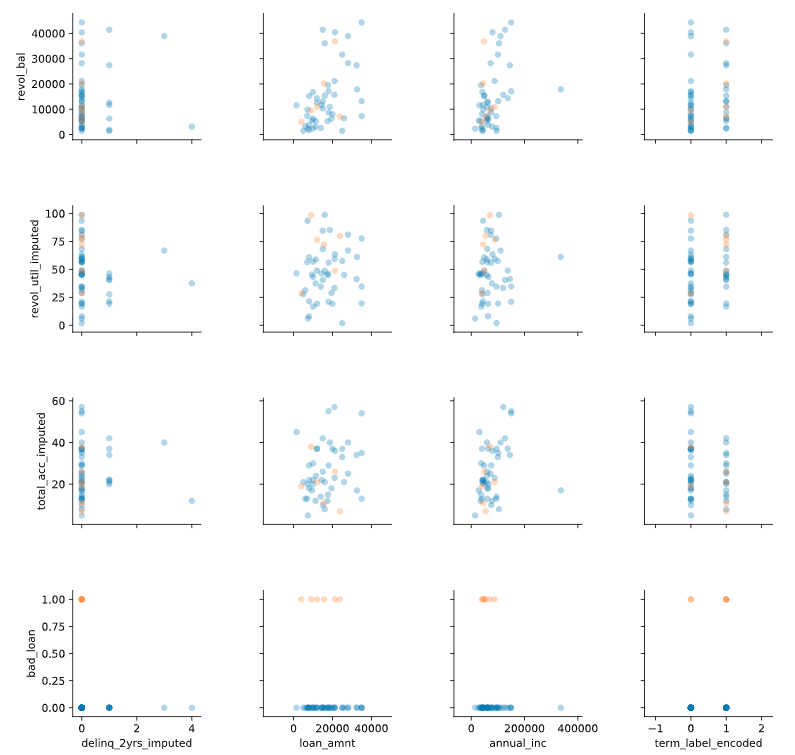 40000
30000
20000
10000
0
revol_bal
100
75
50
25
0
revol_util_imputed
60
40
20
total_acc_imputed
1.00
0.75
0.50
0.25
0.00
bad_loan
0 2 4
delinq_2yrs_imputed
0 20000 40000
loan_amnt
0 200000 400000
annual_inc
−1 0 1 2
term_label_encoded